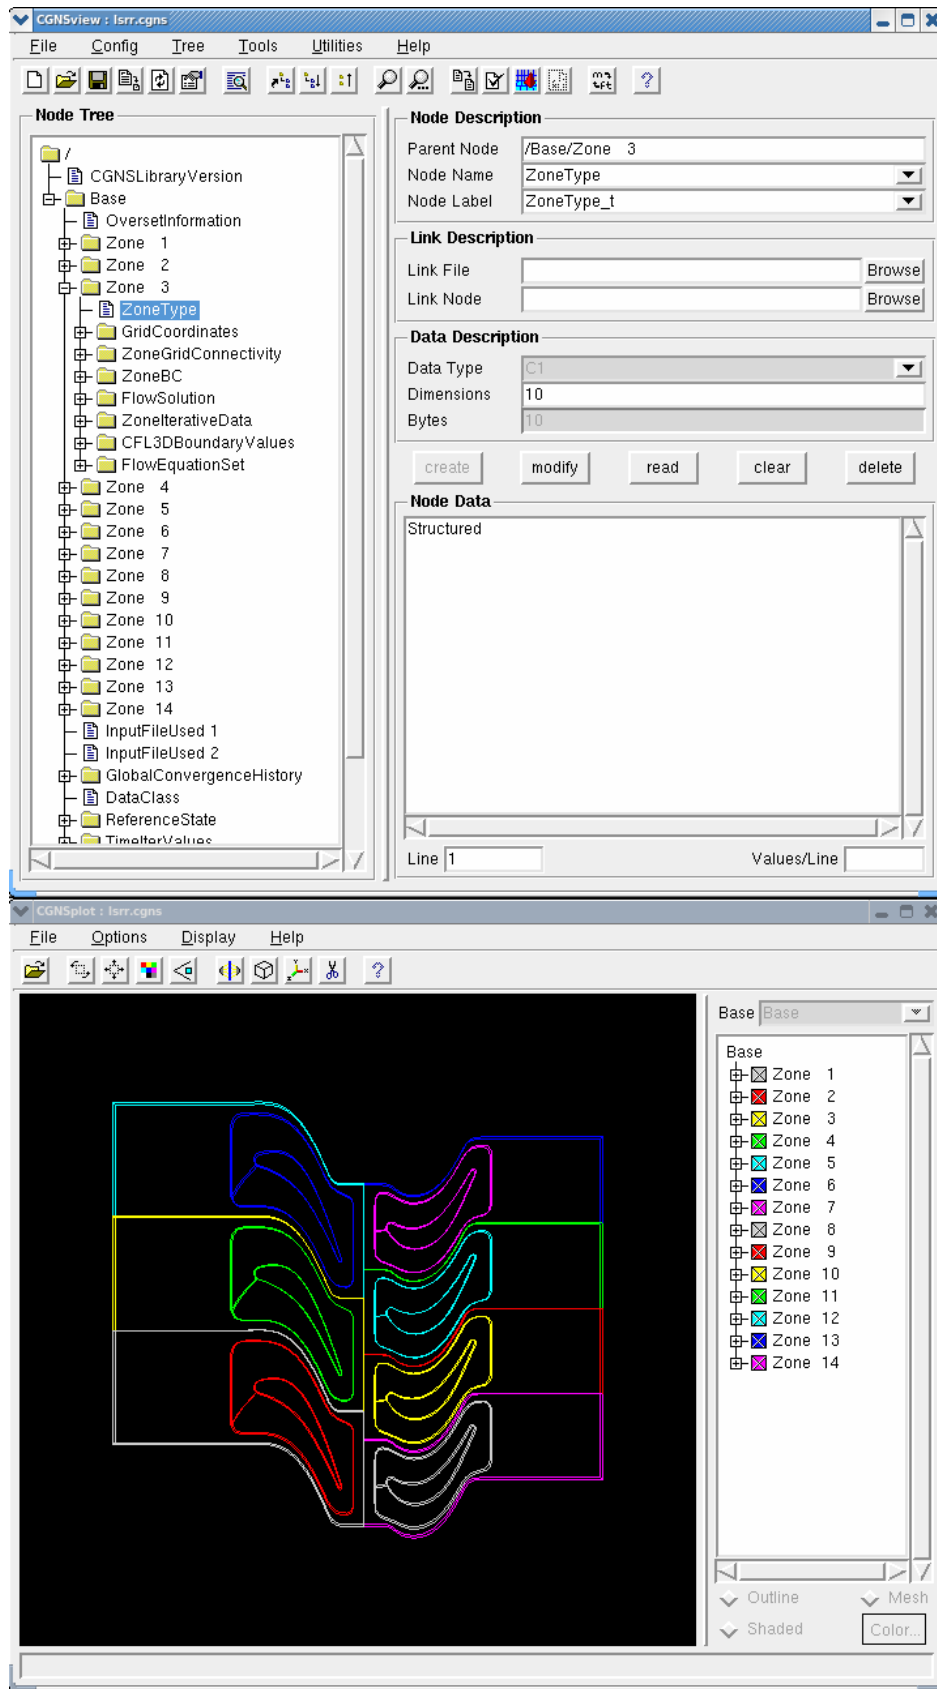 CGNSview : lsrr.cgns
File Config Tree Tools Utilities Help
Node Tree
/
CGNSLibraryVersion
Base
OversetInformation
Zone 1
Zone 2
Zone 3
ZoneType
GridCoordinates
ZoneGridConnectivity
ZoneBC
FlowSolution
ZoneIterativeData
CFL3DBoundaryValues
FlowEquationSet
Zone 4
Zone 5
Zone 6
Zone 7
Zone 8
Zone 9
Zone 10
Zone 11
Zone 12
Zone 13
Zone 14
InputFileUsed 1
InputFileUsed 2
GlobalConvergenceHistory
DataClass
ReferenceState
TimeIterValues
Node Description
Parent Node /Base/Zone 3
Node Name ZoneType
Node Label ZoneType_t
Link Description
Link File Browse
Link Node Browse
Data Description
Data Type C1
Dimensions 10
Bytes 10
create modify read clear delete
Node Data
Structured
Line 1 Values/Line
CGNSplot : lsrr.cgns
File Options Display Help
Base Base
Base
Zone 1
Zone 2
Zone 3
Zone 4
Zone 5
Zone 6
Zone 7
Zone 8
Zone 9
Zone 10
Zone 11
Zone 12
Zone 13
Zone 14
Outline Mesh
Shaded Color...